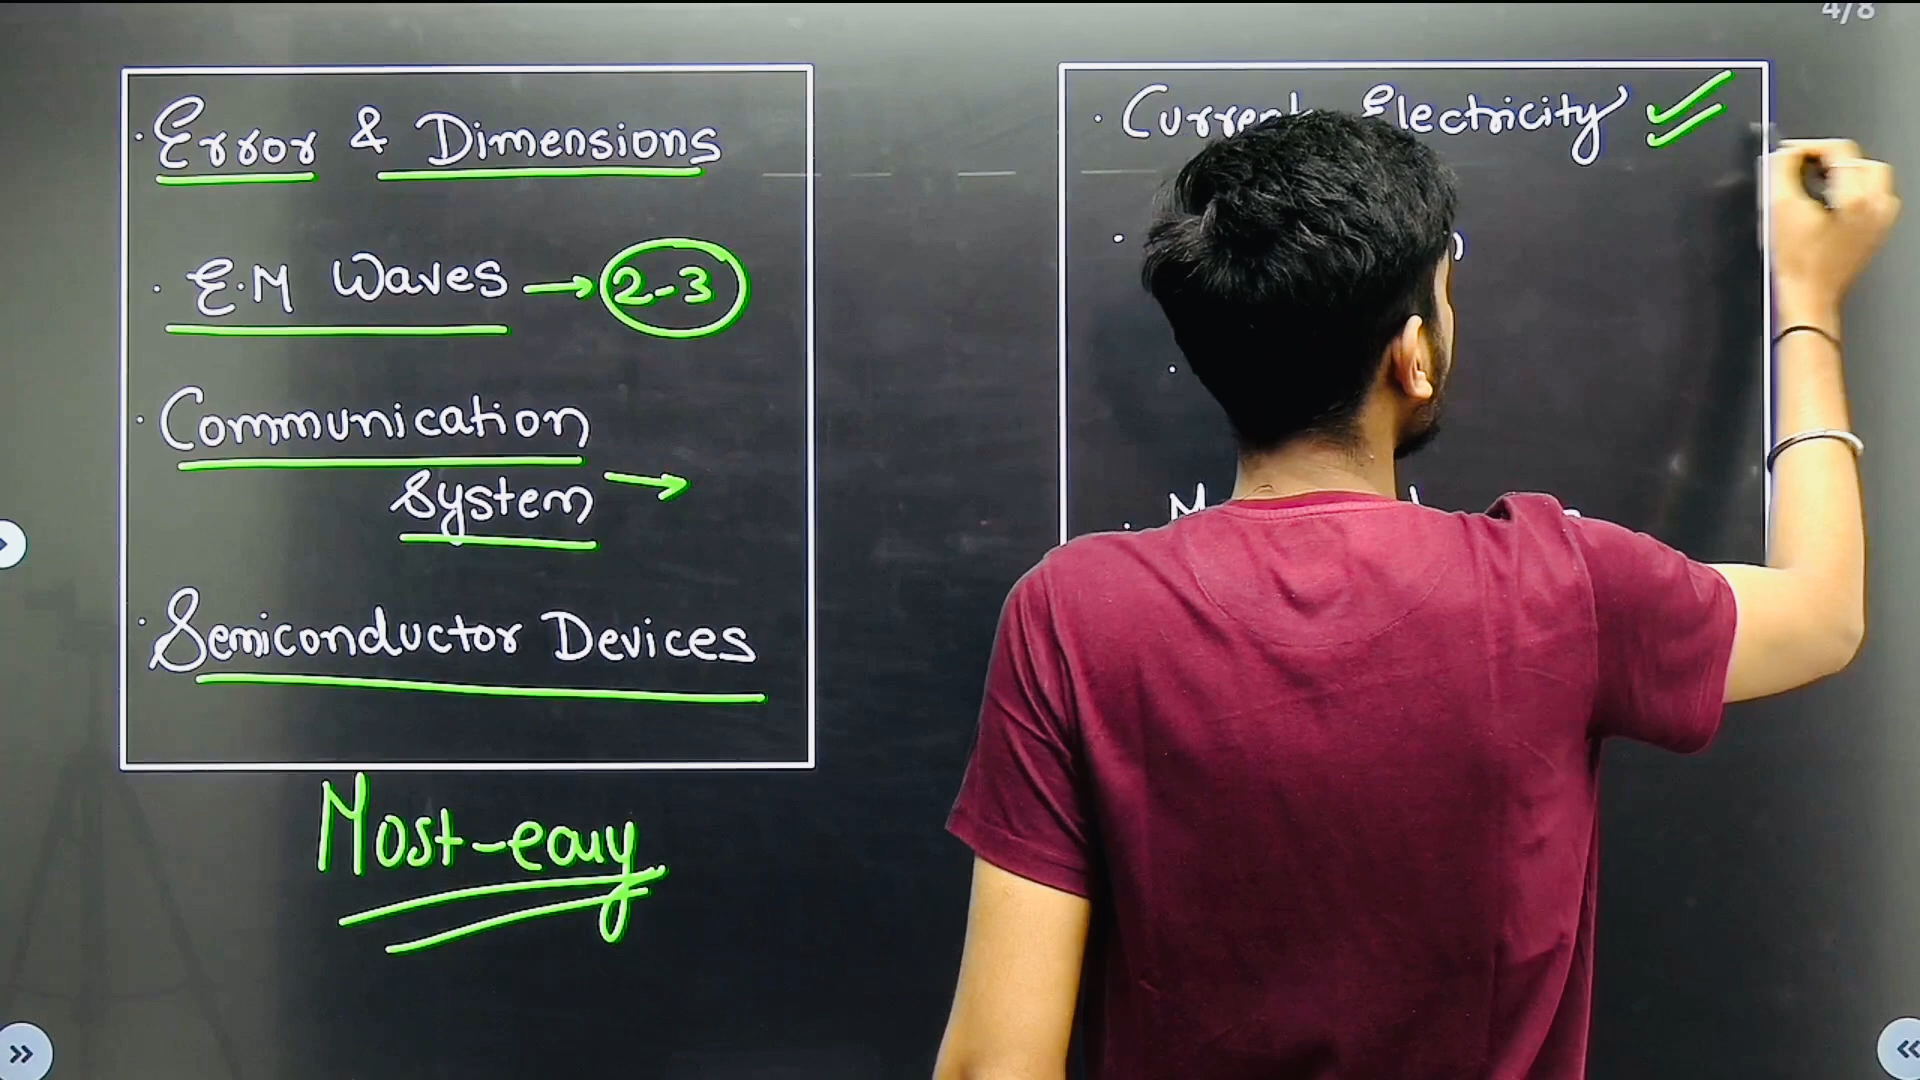 4/8
· Error & Dimensions
· E.M Waves → 2-3
· Communication
System →
· Semiconductor Devices
Most-easy
· Current Electricity